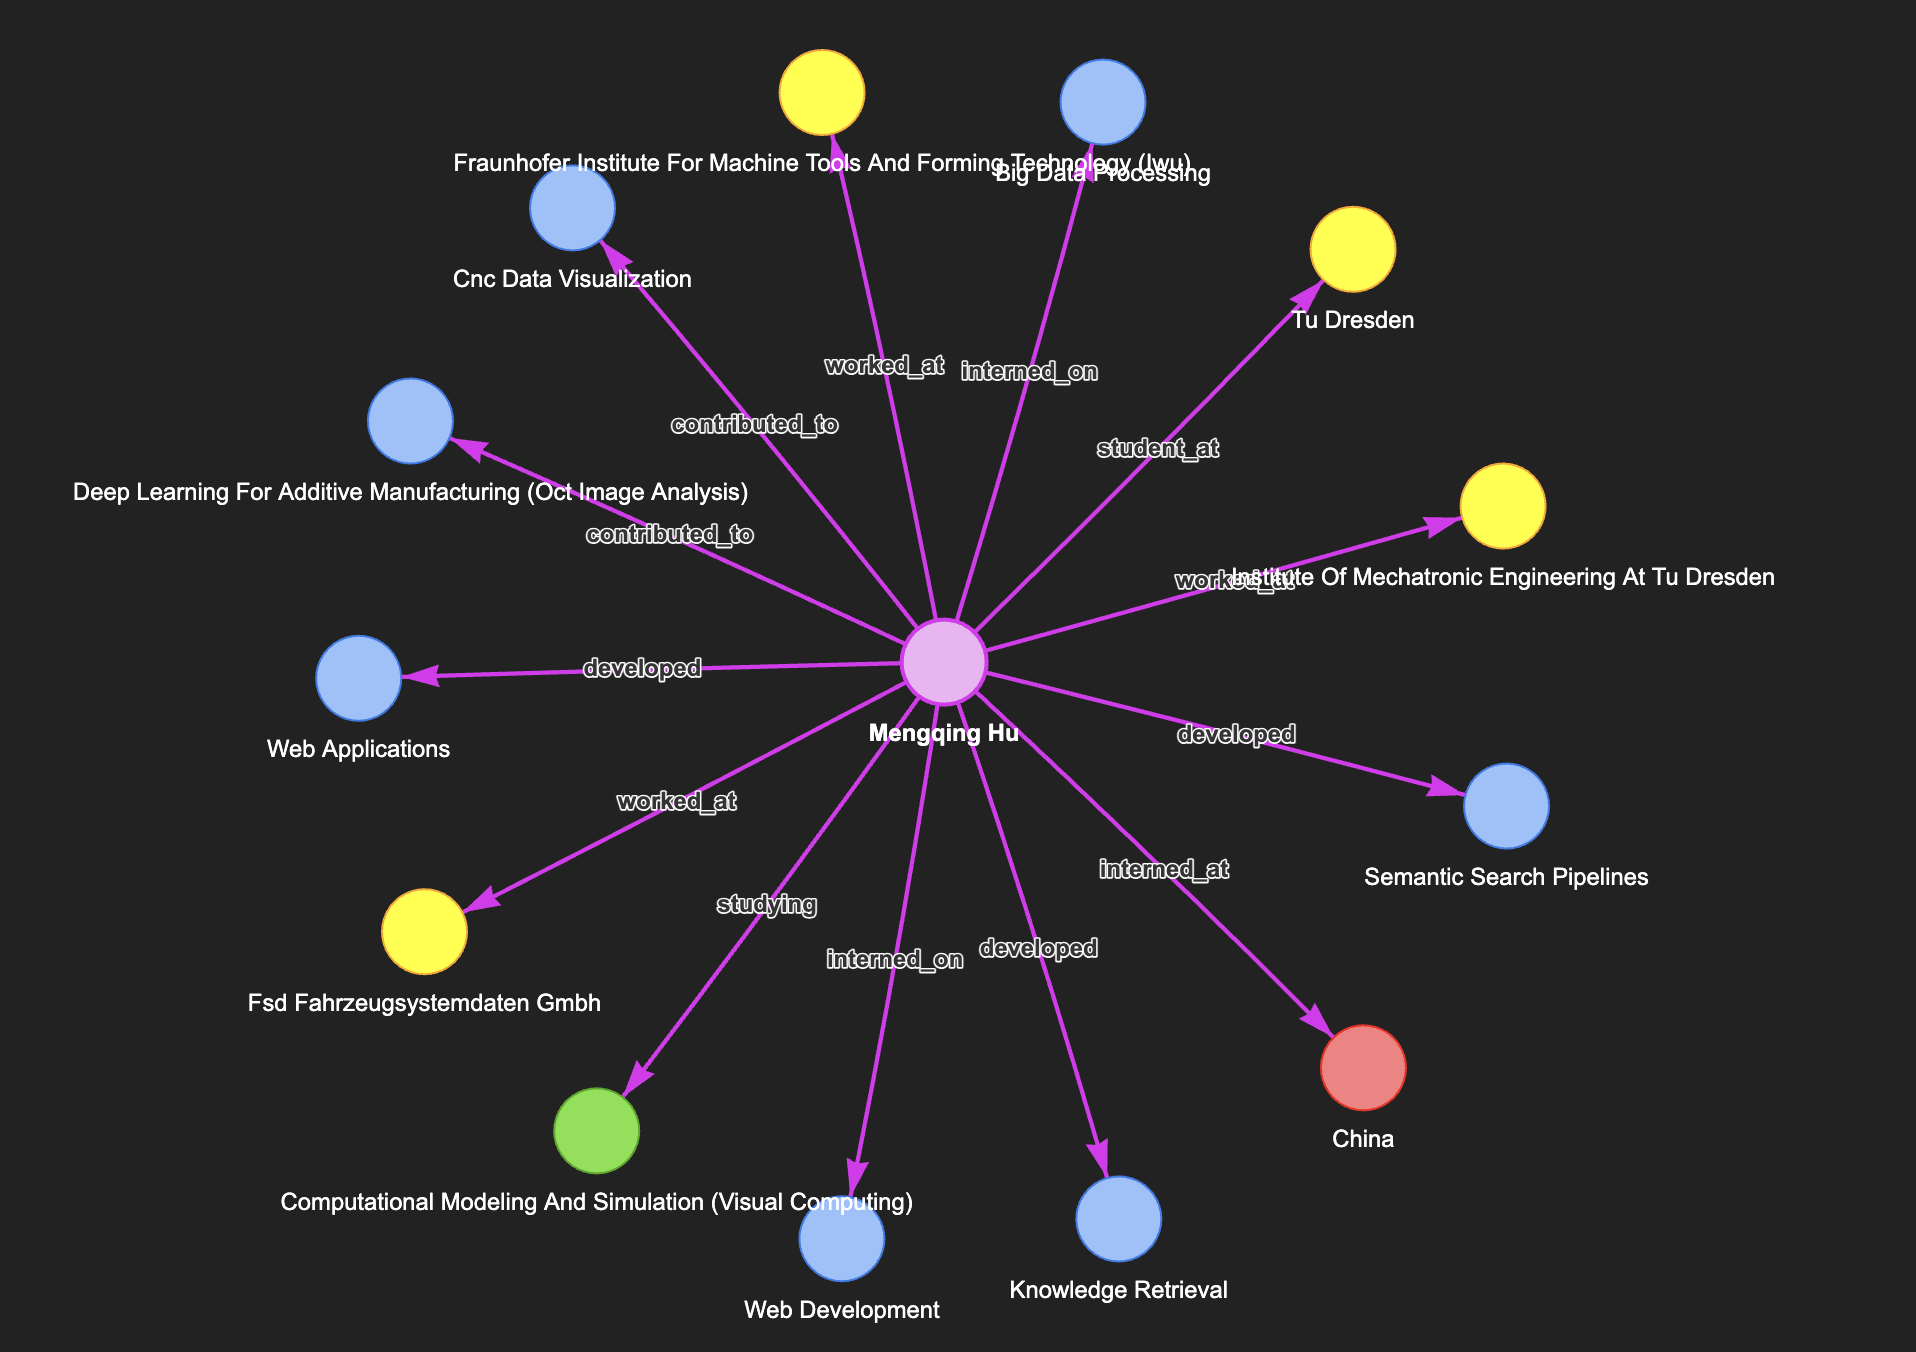 Fraunhofer Institute For Machine Tools And Forming Technology (Iwu)
Big Data Processing
Cnc Data Visualization
Tu Dresden
worked_at
interned_on
contributed_to
student_at
Deep Learning For Additive Manufacturing (Oct Image Analysis)
contributed_to
worked_at
Institute Of Mechatronic Engineering At Tu Dresden
developed
Mengqing Hu
developed
Web Applications
worked_at
interned_at
Semantic Search Pipelines
studying
developed
interned_on
Fsd Fahrzeugsystemdaten Gmbh
China
Computational Modeling And Simulation (Visual Computing)
Knowledge Retrieval
Web Development